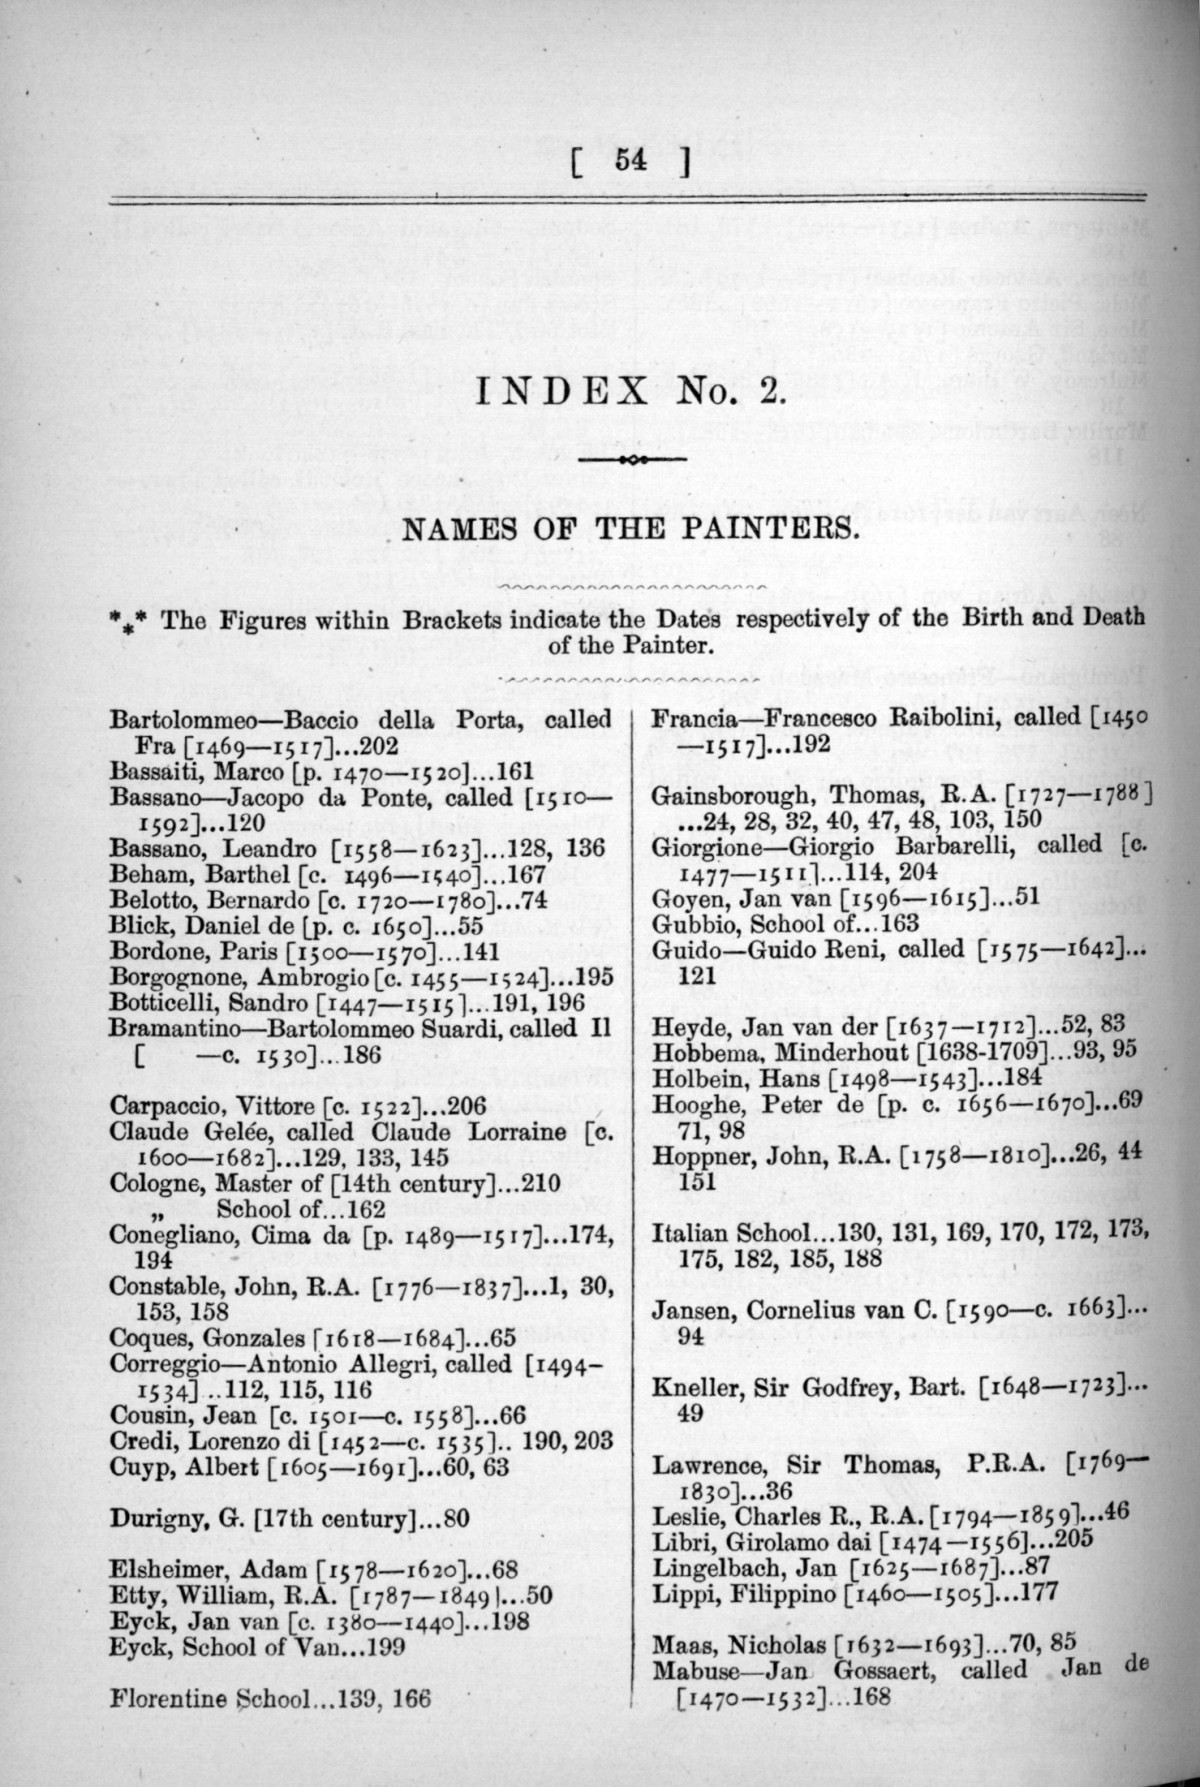 [ 54 ]
INDEX No. 2.
NAMES OF THE PAINTERS.
*** The Figures within Brackets indicate the Dates respectively of the Birth and Death
of the Painter.
Bartolommeo—Baccio della Porta, called
Fra [1469—1517]...202
Bassaiti, Marco [p. 1470—1520]...161
Bassano—Jacopo da Ponte, called [1510—
1592]...120
Bassano, Leandro [1558—1623]...128, 136
Beham, Barthel [c. 1496—1540]...167
Belotto, Bernardo [c. 1720—1780]...74
Blick, Daniel de [p. c. 1650]...55
Bordone, Paris [1500—1570]...141
Borgognone, Ambrogio [c. 1455—1524]...195
Botticelli, Sandro [1447—1515]...191, 196
Bramantino—Bartolommeo Suardi, called Il
[ —c. 1530]...186
Carpaccio, Vittore [c. 1522]...206
Claude Gelée, called Claude Lorraine [c.
1600—1682]...129, 133, 145
Cologne, Master of [14th century]...210
„ School of...162
Conegliano, Cima da [p. 1489—1517]...174,
194
Constable, John, R.A. [1776—1837]...1, 30,
153, 158
Coques, Gonzales [1618—1684]...65
Correggio—Antonio Allegri, called [1494–
1534] ..112, 115, 116
Cousin, Jean [c. 1501—c. 1558]...66
Credi, Lorenzo di [1452—c. 1535].. 190, 203
Cuyp, Albert [1605—1691]...60, 63
Durigny, G. [17th century]...80
Elsheimer, Adam [1578—1620]...68
Etty, William, R.A. [1787—1849]...50
Eyck, Jan van [c. 1380—1440]...198
Eyck, School of Van...199
Florentine School...139, 166
Francia—Francesco Raibolini, called [1450
—1517]...192
Gainsborough, Thomas, R.A. [1727—1788]
...24, 28, 32, 40, 47, 48, 103, 150
Giorgione—Giorgio Barbarelli, called [c.
1477—1511]...114, 204
Goyen, Jan van [1596—1615]...51
Gubbio, School of...163
Guido—Guido Reni, called [1575—1642]...
121
Heyde, Jan van der [1637—1712]...52, 83
Hobbema, Minderhout [1638-1709]...93, 95
Holbein, Hans [1498—1543]...184
Hooghe, Peter de [p. c. 1656—1670]...69
71, 98
Hoppner, John, R.A. [1758—1810]...26, 44
151
Italian School...130, 131, 169, 170, 172, 173,
175, 182, 185, 188
Jansen, Cornelius van C. [1590—c. 1663]...
94
Kneller, Sir Godfrey, Bart. [1648—1723]...
49
Lawrence, Sir Thomas, P.R.A. [1769—
1830]...36
Leslie, Charles R., R.A. [1794—1859]...46
Libri, Girolamo dai [1474—1556]...205
Lingelbach, Jan [1625—1687]...87
Lippi, Filippino [1460—1505]...177
Maas, Nicholas [1632—1693]...70, 85
Mabuse—Jan Gossaert, called Jan de
[1470—1532]...168